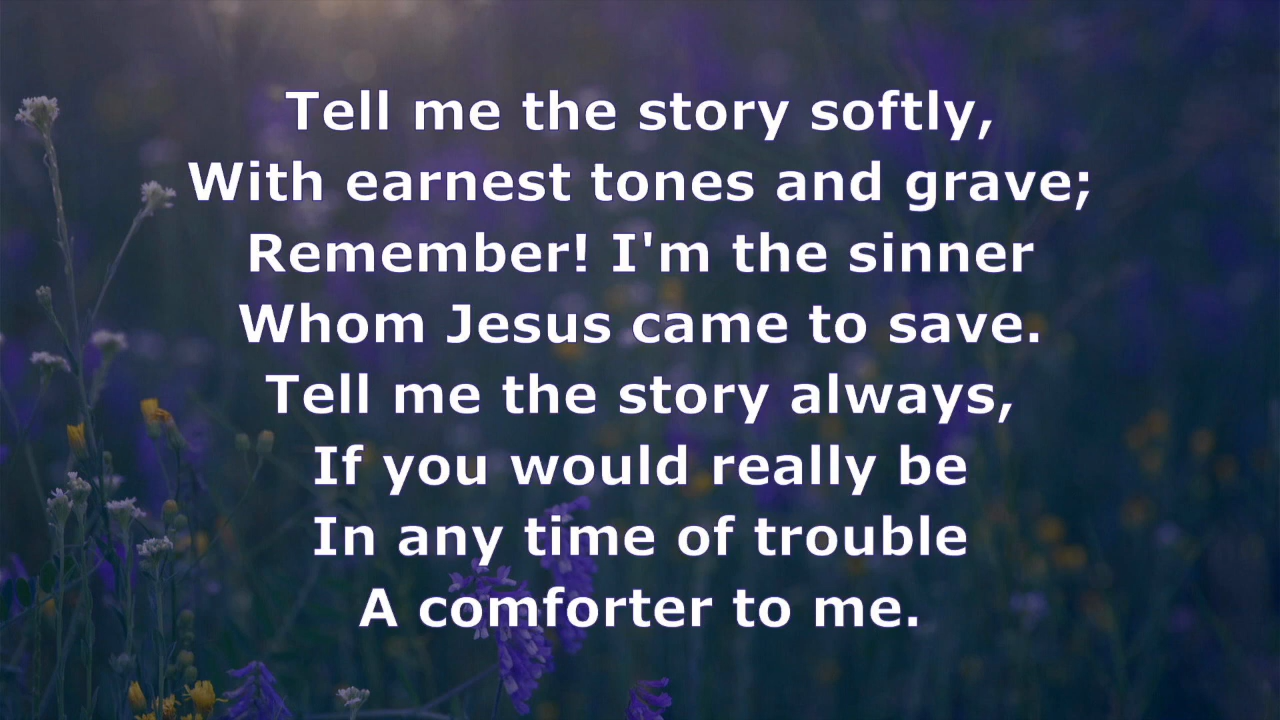 Tell me the story softly,
With earnest tones and grave;
Remember! I'm the sinner
Whom Jesus came to save.
Tell me the story always,
If you would really be
In any time of trouble
A comforter to me.